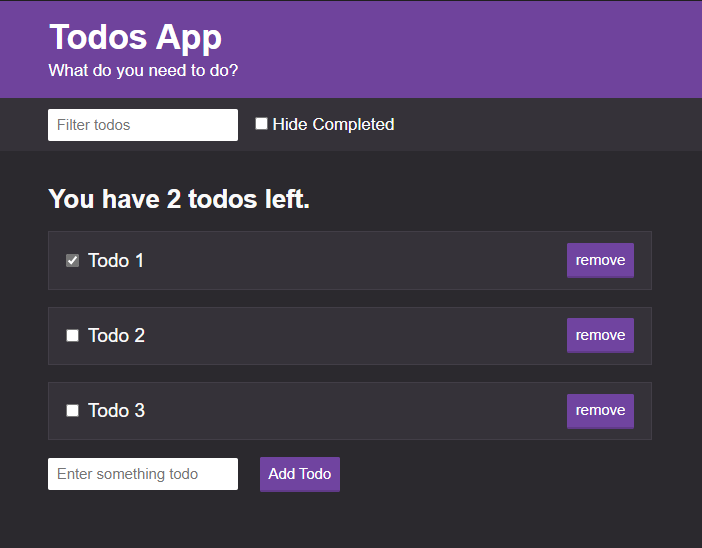 Todos App
What do you need to do?
Filter todos
Hide Completed
You have 2 todos left.
Todo 1 remove
Todo 2 remove
Todo 3 remove
Enter something todo Add Todo